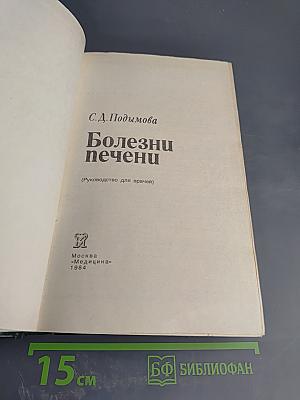 С. Д. Подымова
Болезни
печени
(Руководство для врачей)
Москва
«Медицина»
1984
15 см
БФ БИБЛИОФАН